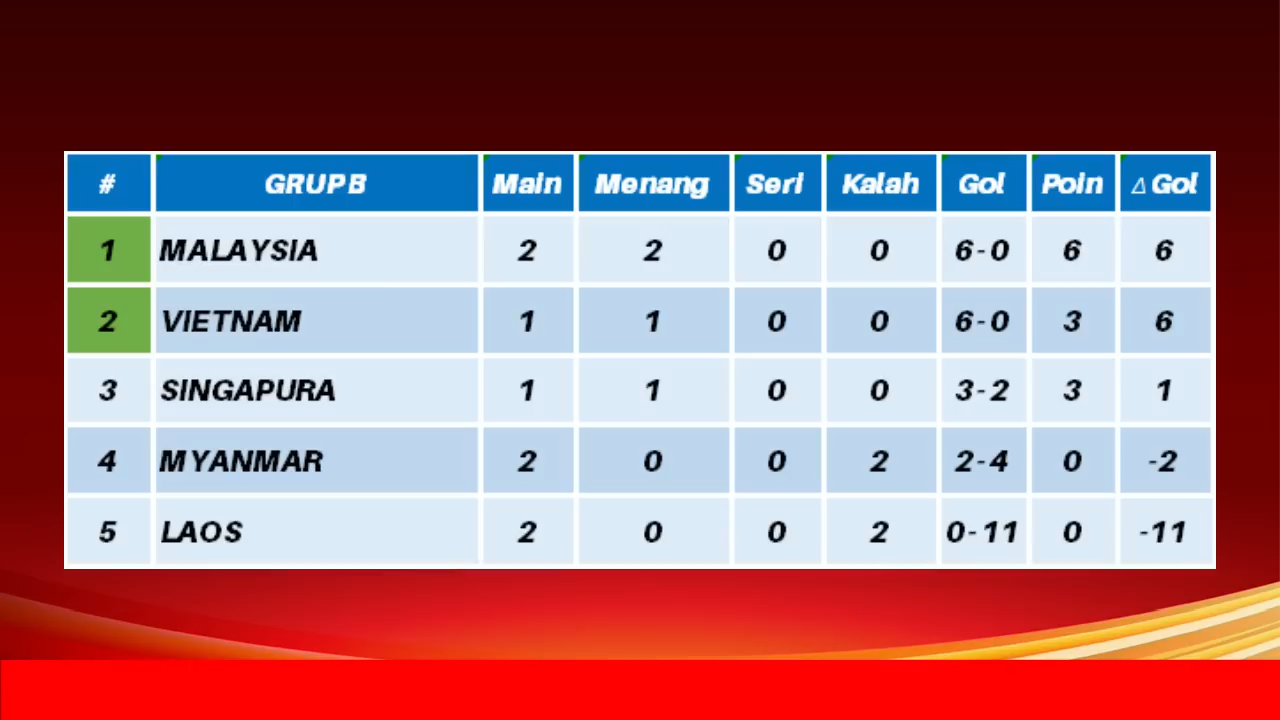 # GRUP B Main Menang Seri Kalah Gol Poin Δ Gol
1 MALAYSIA 2 2 0 0 6-0 6 6
2 VIETNAM 1 1 0 0 6-0 3 6
3 SINGAPURA 1 1 0 0 3-2 3 1
4 MYANMAR 2 0 0 2 2-4 0 -2
5 LAOS 2 0 0 2 0-11 0 -11